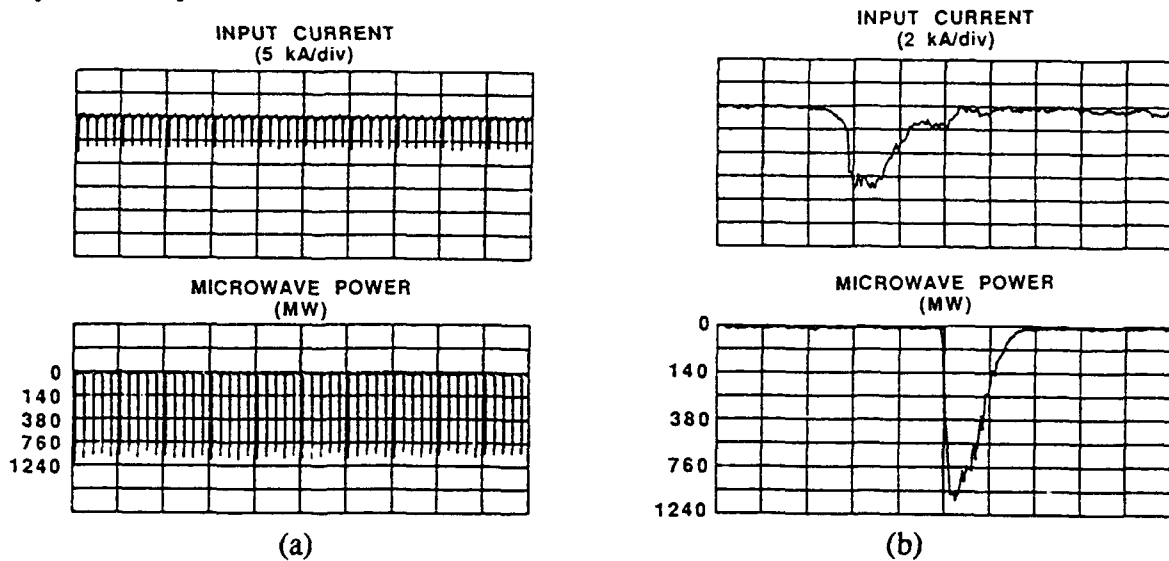 INPUT CURRENT
(5 kA/div)
MICROWAVE POWER
(MW)
0
140
380
760
1240
(a)
INPUT CURRENT
(2 kA/div)
MICROWAVE POWER
(MW)
0
140
380
760
1240
(b)